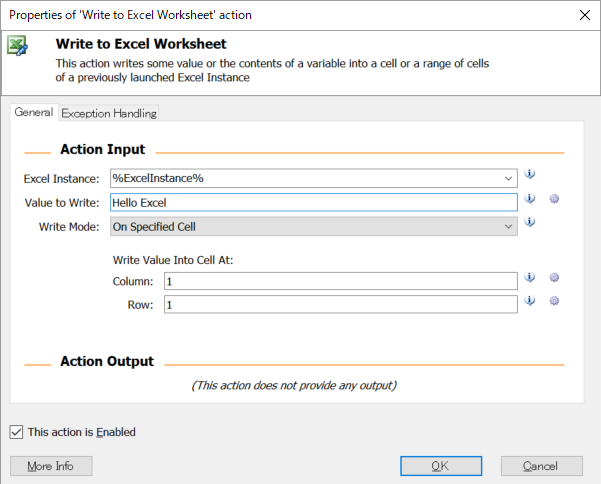 Properties of 'Write to Excel Worksheet' action
Write to Excel Worksheet
This action writes some value or the contents of a variable into a cell or a range of cells
of a previously launched Excel Instance
General
Exception Handling
Action Input
Excel Instance: %ExcelInstance%
Value to Write: Hello Excel
Write Mode: On Specified Cell
Write Value Into Cell At:
Column: 1
Row: 1
Action Output
(This action does not provide any output)
This action is Enabled
More Info
OK
Cancel